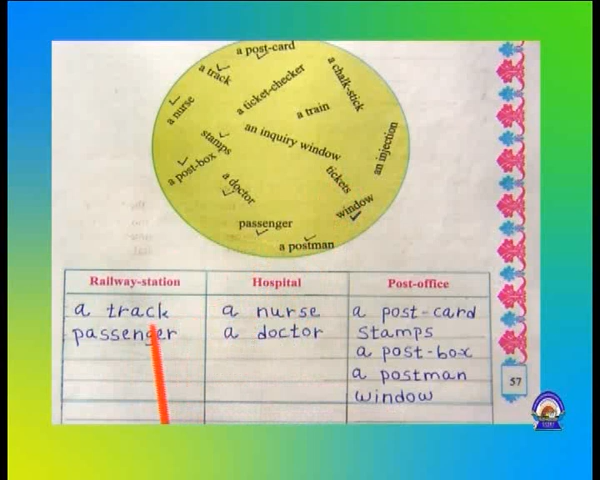 a post-card
a track
a ticket-checker
a chalk-stick
a nurse
a train
stamps
an inquiry window
an injection
a post-box
a doctor
tickets
window
passenger
a postman
Railway-station Hospital Post-office
a track a nurse a post-card
passenger a doctor stamps
a post-box
a postman
window
57